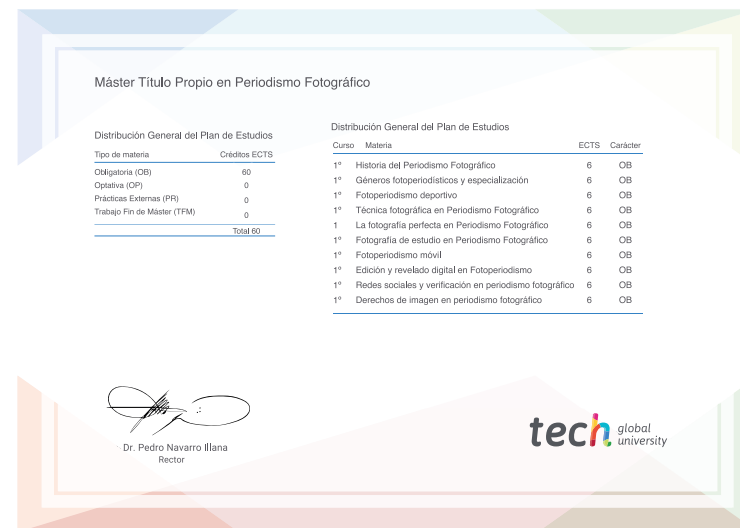 Máster Título Propio en Periodismo Fotográfico
Distribución General del Plan de Estudios
Tipo de materia Créditos ECTS
Obligatoria (OB) 60
Optativa (OP) 0
Prácticas Externas (PR) 0
Trabajo Fin de Máster (TFM) 0
Total 60
Distribución General del Plan de Estudios
Curso Materia ECTS Carácter
1º Historia del Periodismo Fotográfico 6 OB
1º Géneros fotoperiodísticos y especialización 6 OB
1º Fotoperiodismo deportivo 6 OB
1º Técnica fotográfica en Periodismo Fotográfico 6 OB
1 La fotografía perfecta en Periodismo Fotográfico 6 OB
1º Fotografía de estudio en Periodismo Fotográfico 6 OB
1º Fotoperiodismo móvil 6 OB
1º Edición y revelado digital en Fotoperiodismo 6 OB
1º Redes sociales y verificación en periodismo fotográfico 6 OB
1º Derechos de imagen en periodismo fotográfico 6 OB
Dr. Pedro Navarro Illana
Rector
tech global
university